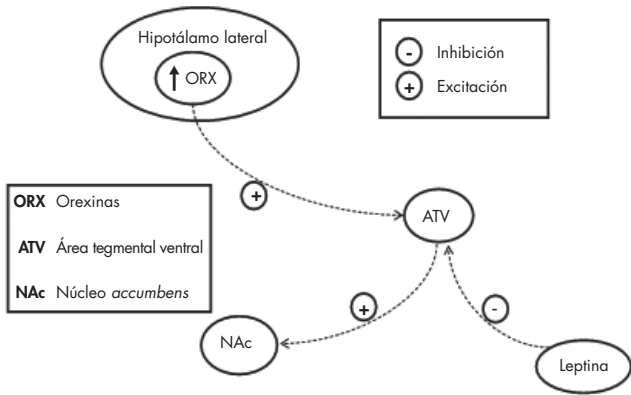 Hipotálamo lateral
ORX
- Inhibición
+ Excitación
+
ORX Orexinas
ATV Área tegmental ventral
NAc Núcleo accumbens
ATV
+
-
NAc
Leptina